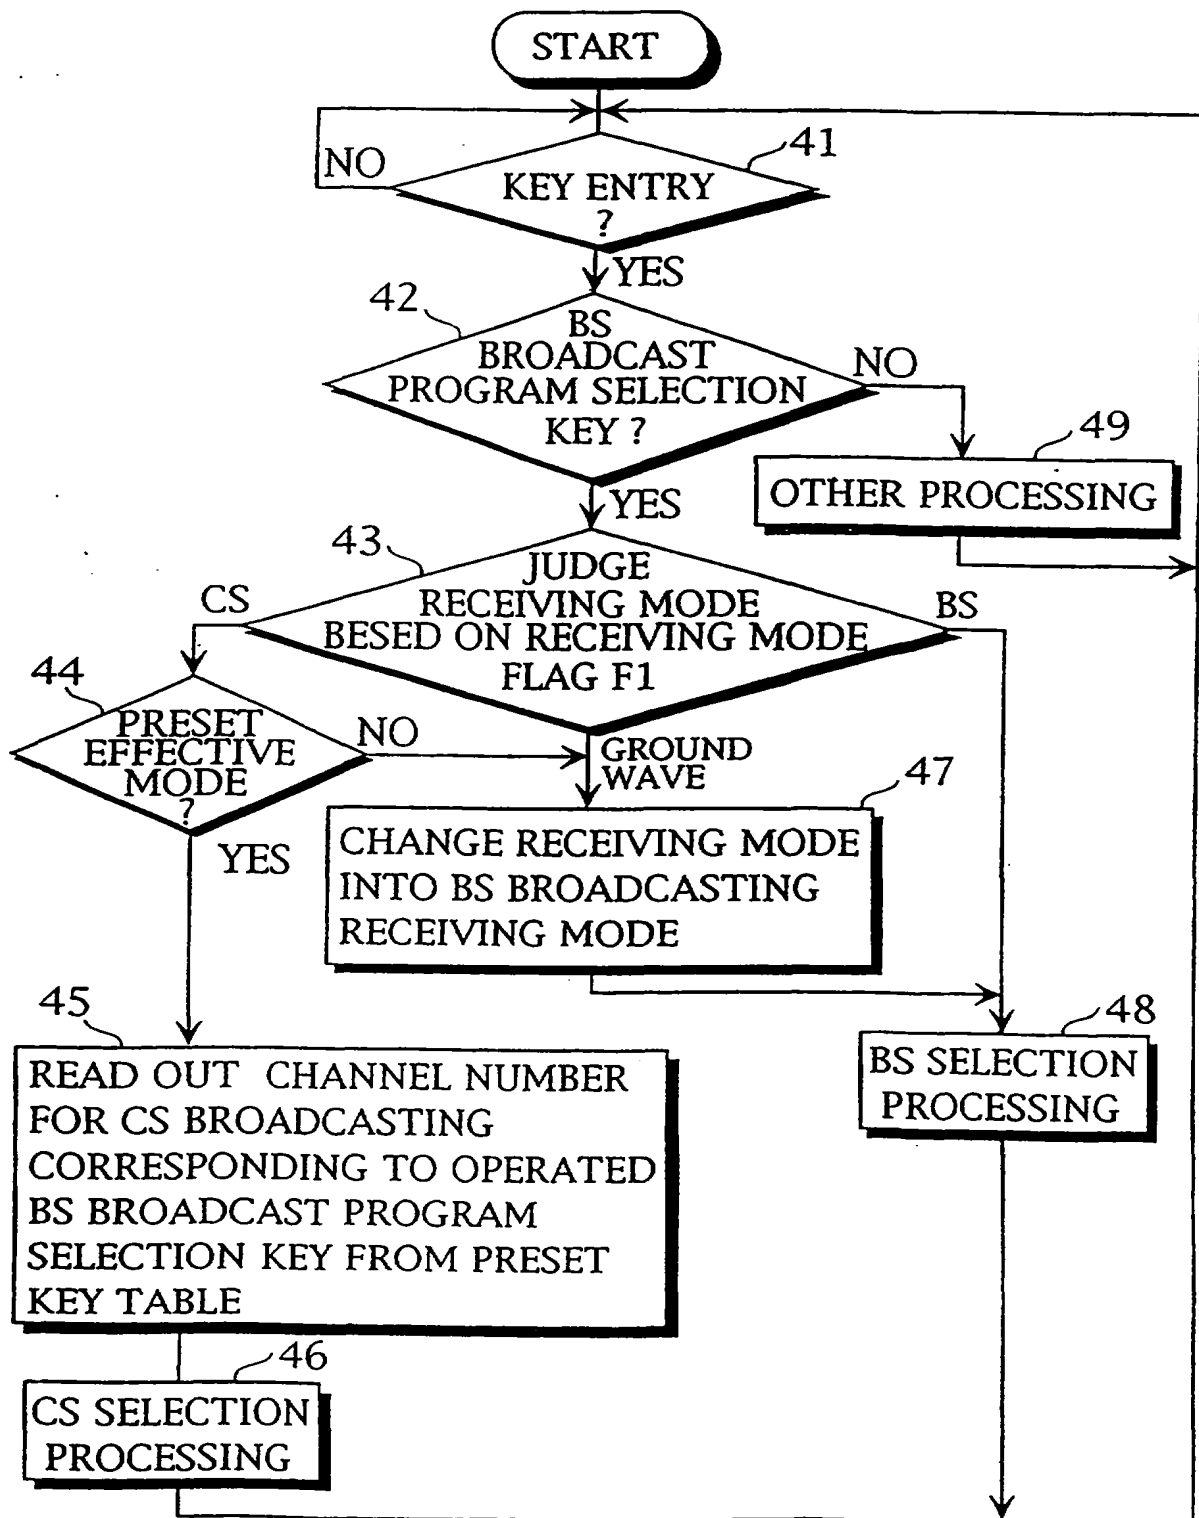 START
NO
41
KEY ENTRY
?
YES
42
BS
BROADCAST
PROGRAM SELECTION
KEY ?
NO
49
OTHER PROCESSING
YES
43
JUDGE
RECEIVING MODE
BESED ON RECEIVING MODE
FLAG F1
CS
BS
44
PRESET
EFFECTIVE
MODE
?
NO
GROUND
WAVE
47
YES
CHANGE RECEIVING MODE
INTO BS BROADCASTING
RECEIVING MODE
45
48
READ OUT CHANNEL NUMBER
FOR CS BROADCASTING
CORRESPONDING TO OPERATED
BS BROADCAST PROGRAM
SELECTION KEY FROM PRESET
KEY TABLE
BS SELECTION
PROCESSING
46
CS SELECTION
PROCESSING